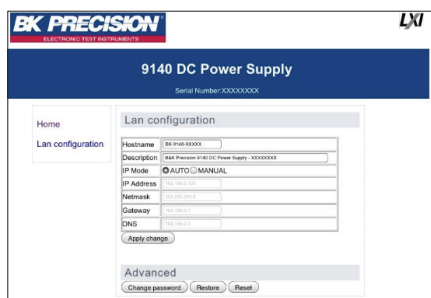 BK PRECISION
ELECTRONIC TEST INSTRUMENTS
LXI
9140 DC Power Supply
Serial Number:XXXXXXXX
Home
Lan configuration
Lan configuration
Hostname BK-9140-XXXXX
Description B&K Precision 9140 DC Power Supply - XXXXXXXX
IP Mode AUTO MANUAL
IP Address
Netmask
Gateway
DNS
Apply change
Advanced
Change password Restore Reset